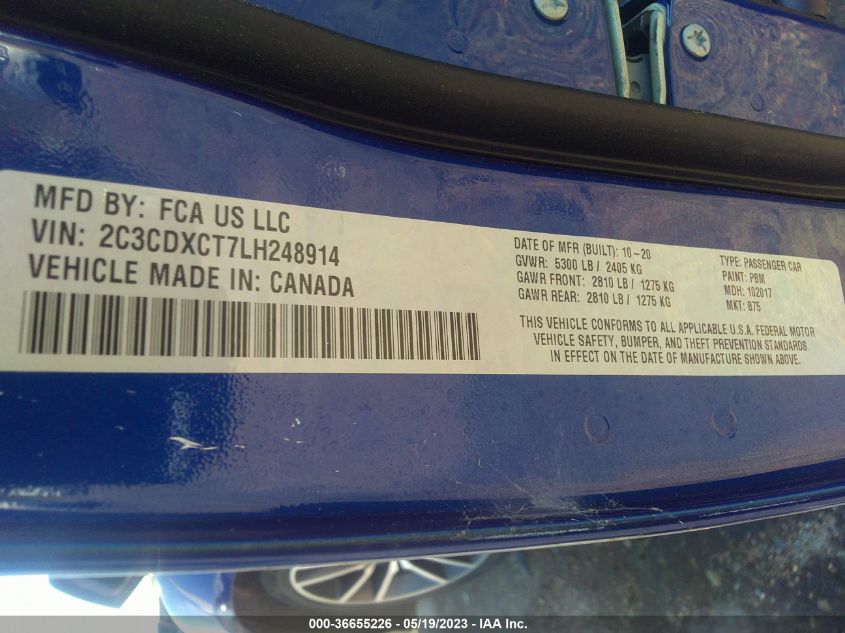 MFD BY: FCA US LLC
VIN: 2C3CDXCT7LH248914
VEHICLE MADE IN: CANADA
DATE OF MFR (BUILT): 10-20
GVWR: 5300 LB / 2405 KG
GAWR FRONT: 2810 LB / 1275 KG
GAWR REAR: 2810 LB / 1275 KG
TYPE: PASSENGER CAR
PAINT: PBM
MDH: 102017
MKT: 875
THIS VEHICLE CONFORMS TO ALL APPLICABLE U.S.A. FEDERAL MOTOR
VEHICLE SAFETY, BUMPER, AND THEFT PREVENTION STANDARDS
IN EFFECT ON THE DATE OF MANUFACTURE SHOWN ABOVE.
000-36655226 - 05/19/2023 - IAA Inc.